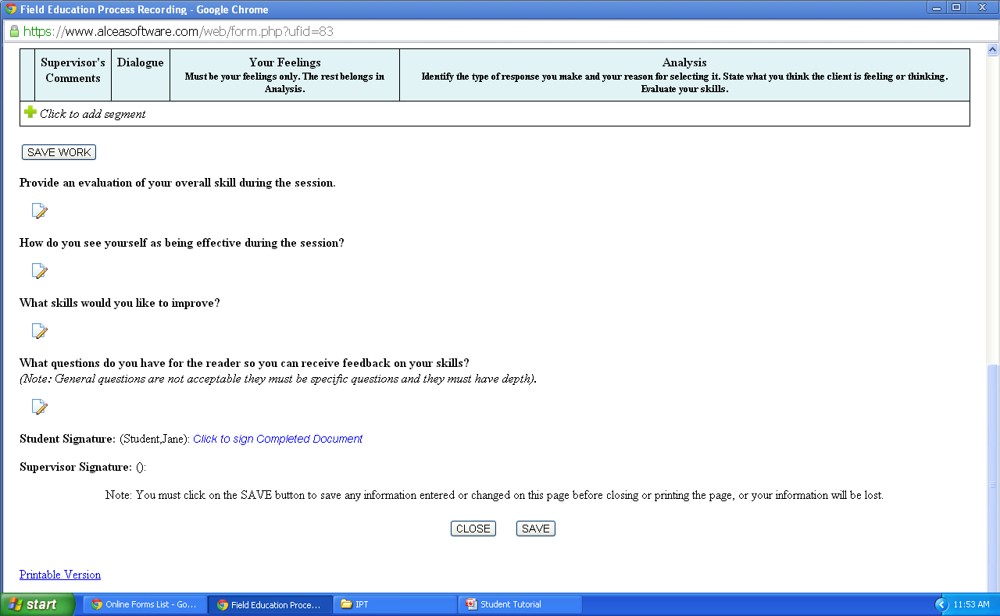 Field Education Process Recording - Google Chrome
https://www.alceasoftware.com/web/form.php?ufid=83
Supervisor's Comments
Dialogue
Your Feelings
Must be your feelings only. The rest belongs in
Analysis.
Analysis
Identify the type of response you make and your reason for selecting it. State what you think the client is feeling or thinking.
Evaluate your skills.
Click to add segment
SAVE WORK
Provide an evaluation of your overall skill during the session.
How do you see yourself as being effective during the session?
What skills would you like to improve?
What questions do you have for the reader so you can receive feedback on your skills?
(Note: General questions are not acceptable they must be specific questions and they must have depth).
Student Signature: (Student,Jane): Click to sign Completed Document
Supervisor Signature: ():
Note: You must click on the SAVE button to save any information entered or changed on this page before closing or printing the page, or your information will be lost.
CLOSE SAVE
Printable Version
start Online Forms List - Go... Field Education Proce... IPT Student Tutorial 11:53 AM